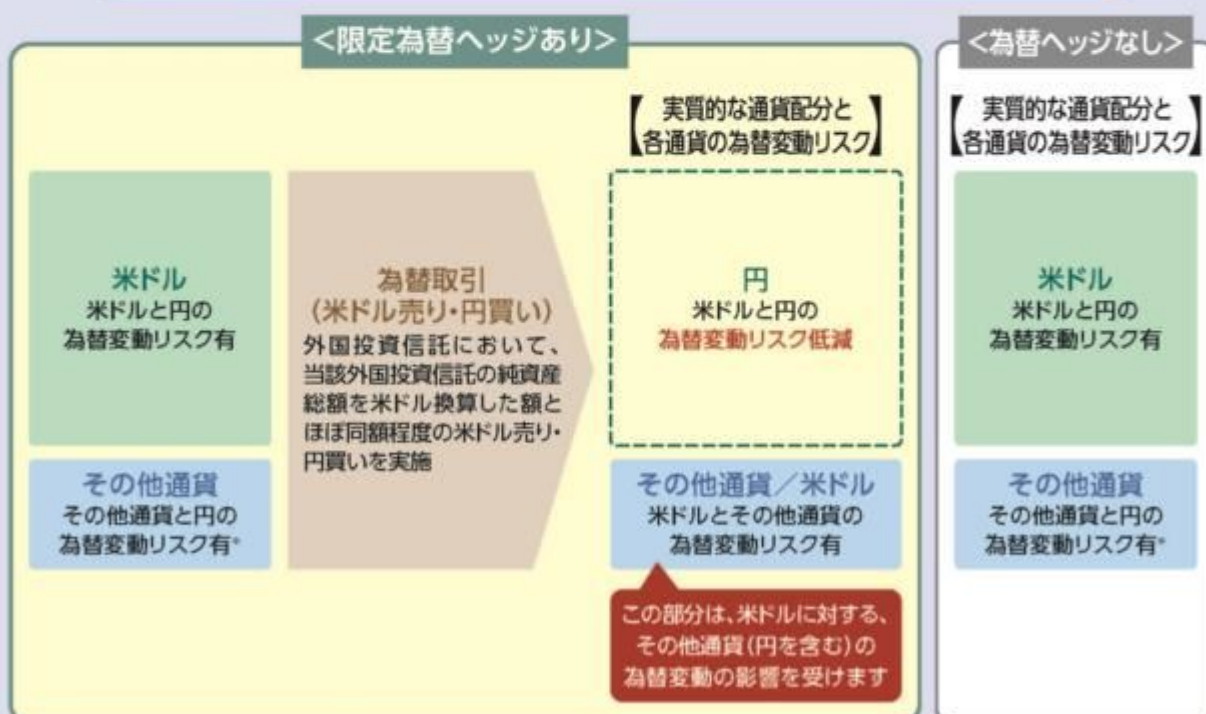 <限定為替ヘッジあり>
米ドル
米ドルと円の
為替変動リスク有
その他通貨
その他通貨と円の
為替変動リスク有*
為替取引
(米ドル売り・円買い)
外国投資信託において、
当該外国投資信託の純資産
総額を米ドル換算した額と
ほぼ同額程度の米ドル売り・
円買いを実施
【実質的な通貨配分と
各通貨の為替変動リスク】
円
米ドルと円の
為替変動リスク低減
その他通貨/米ドル
米ドルとその他通貨の
為替変動リスク有
この部分は、米ドルに対する、
その他通貨(円を含む)の
為替変動の影響を受けます
<為替ヘッジなし>
【実質的な通貨配分と
各通貨の為替変動リスク】
米ドル
米ドルと円の
為替変動リスク有
その他通貨
その他通貨と円の
為替変動リスク有*